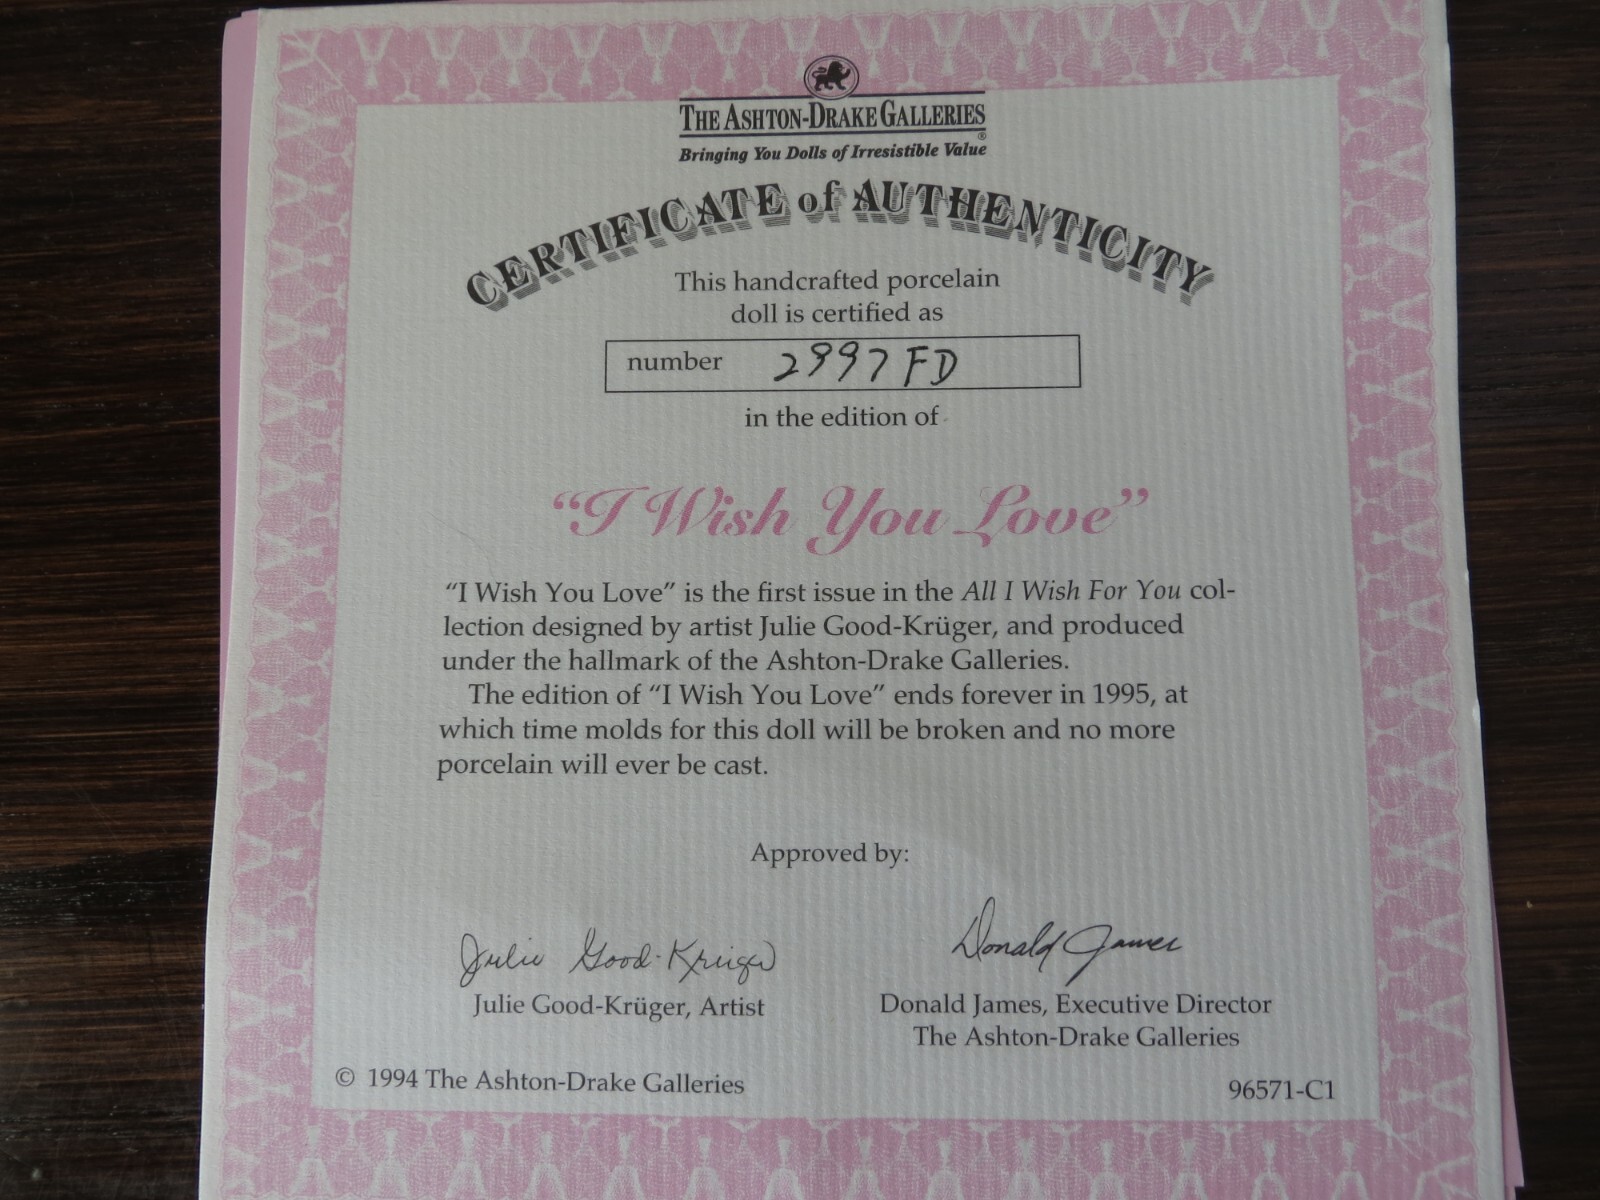 THE ASHTON-DRAKE GALLERIES
®
Bringing You Dolls of Irresistible Value
CERTIFICATE of AUTHENTICITY
This handcrafted porcelain
doll is certified as
number 2997 FD
in the edition of
“I Wish You Love”
“I Wish You Love” is the first issue in the All I Wish For You col-
lection designed by artist Julie Good-Krüger, and produced
under the hallmark of the Ashton-Drake Galleries.
The edition of “I Wish You Love” ends forever in 1995, at
which time molds for this doll will be broken and no more
porcelain will ever be cast.
Approved by:
Julie Good-Krüger Donald James
Julie Good-Krüger, Artist Donald James, Executive Director
The Ashton-Drake Galleries
© 1994 The Ashton-Drake Galleries 96571-C1